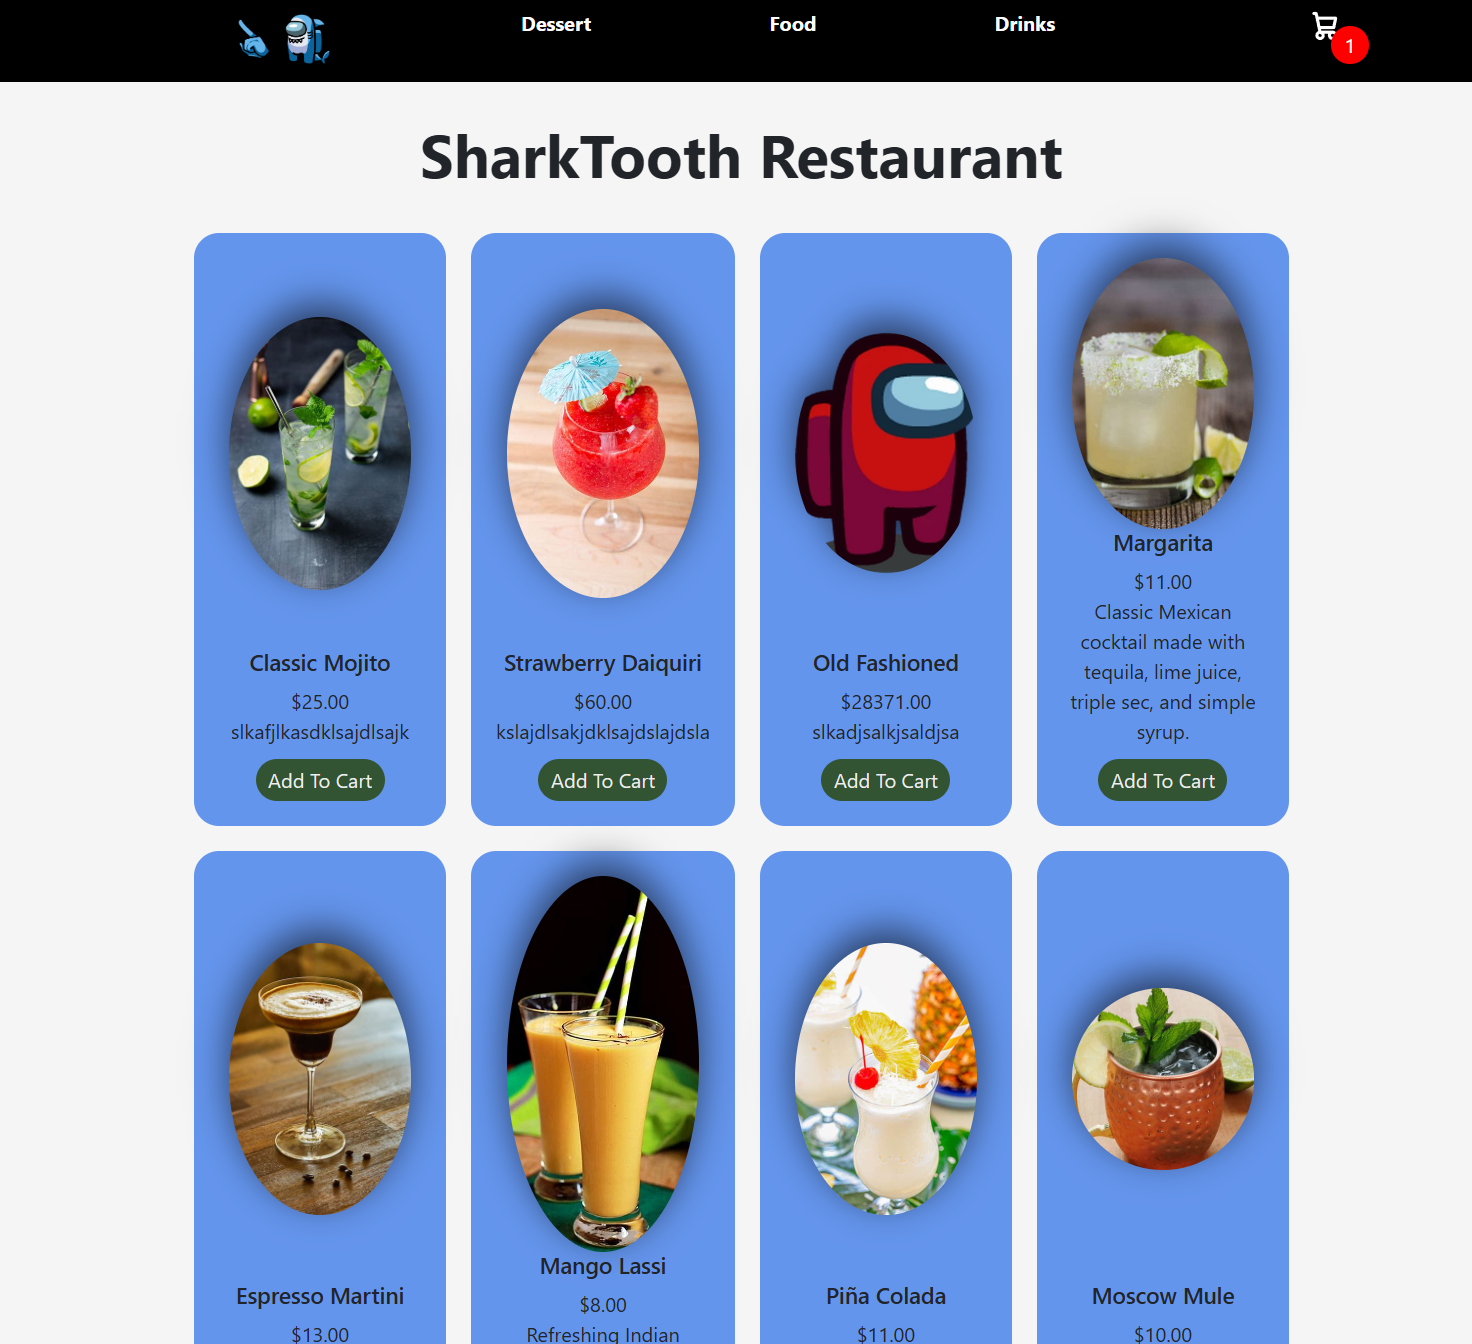 Dessert
Food
Drinks
1
SharkTooth Restaurant
Classic Mojito
$25.00
slkafjlkasdklsajdlsajk
Add To Cart
Strawberry Daiquiri
$60.00
kslajdlsakjdklsajdslajdsla
Add To Cart
Old Fashioned
$28371.00
slkadjsalkjsaldjsa
Add To Cart
Margarita
$11.00
Classic Mexican
cocktail made with
tequila, lime juice,
triple sec, and simple
syrup.
Add To Cart
Espresso Martini
$13.00
Mango Lassi
$8.00
Refreshing Indian
Piña Colada
$11.00
Moscow Mule
$10.00